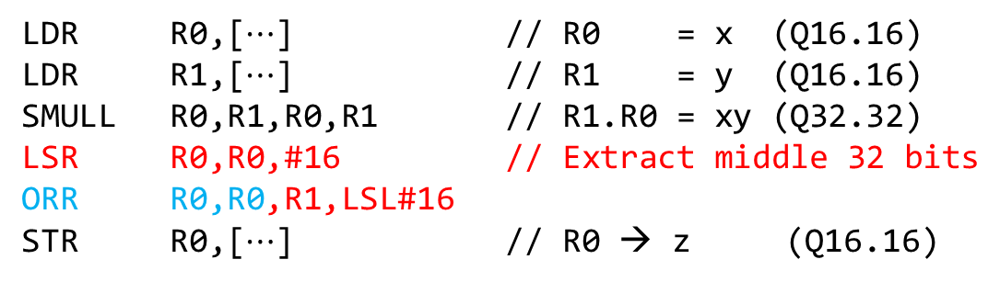 LDR R0,[⋯] // R0 = x (Q16.16)
LDR R1,[⋯] // R1 = y (Q16.16)
SMULL R0,R1,R0,R1 // R1.R0 = xy (Q32.32)
LSR R0,R0,#16 // Extract middle 32 bits
ORR R0,R0,R1,LSL#16
STR R0,[⋯] // R0 → z (Q16.16)